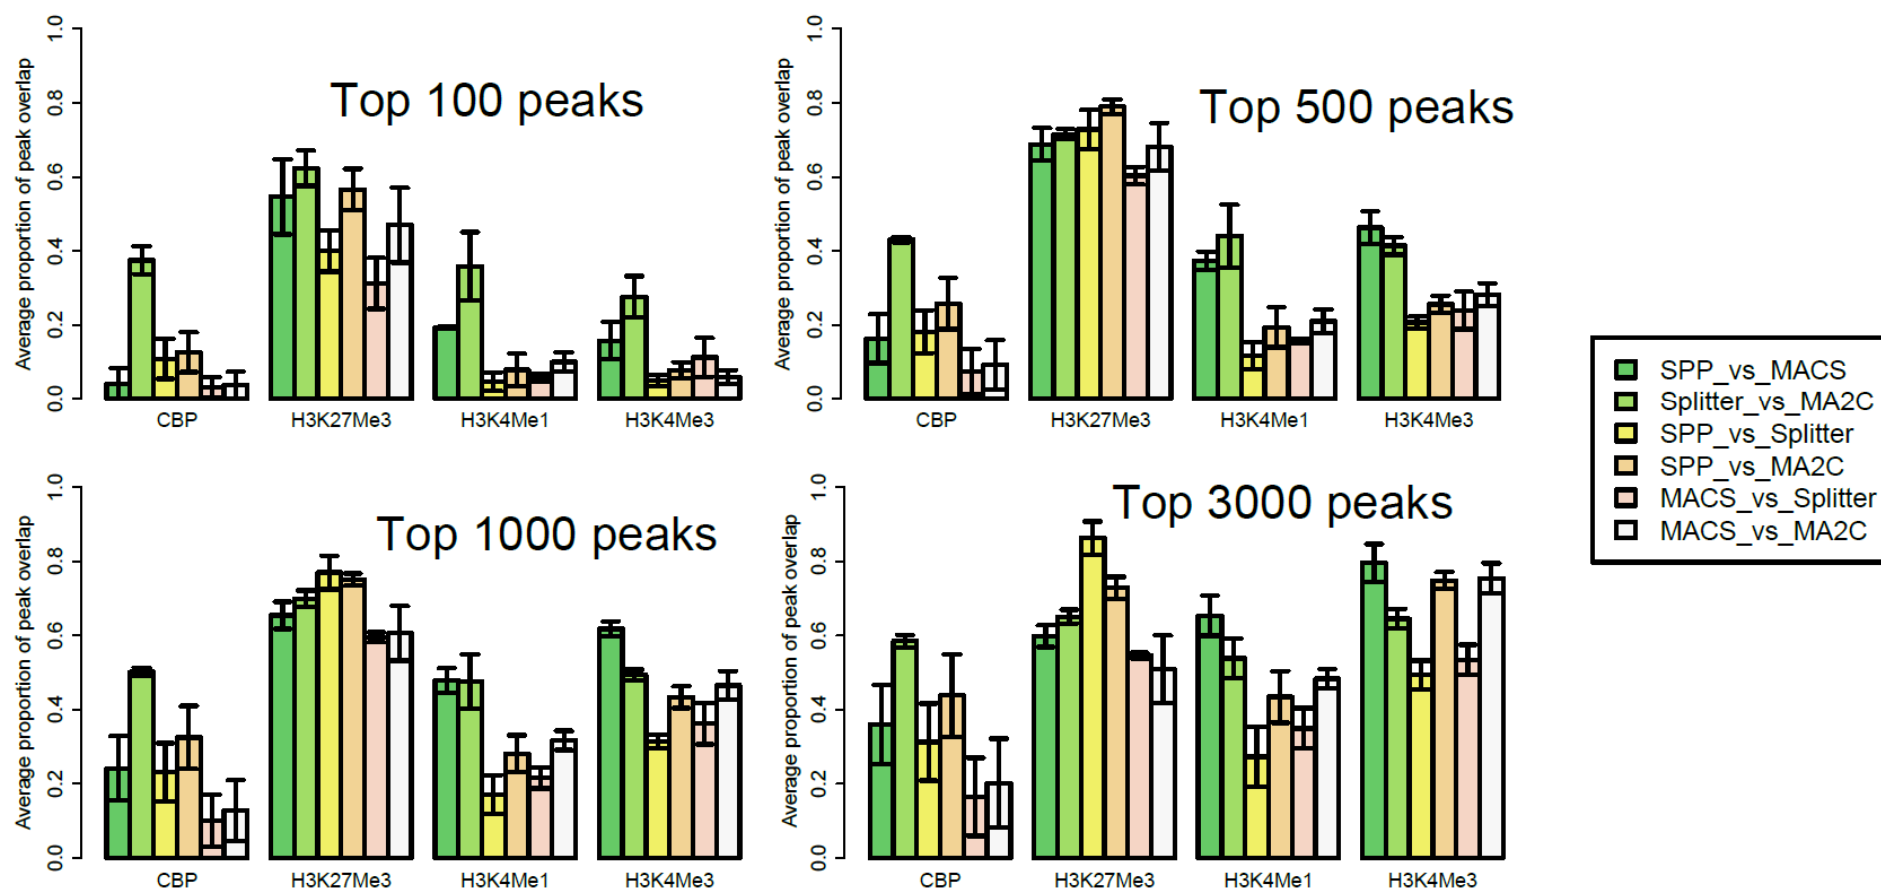 Top 100 peaks
Average proportion of peak overlap
0.0 0.2 0.4 0.6 0.8 1.0
CBP H3K27Me3 H3K4Me1 H3K4Me3
Top 500 peaks
Average proportion of peak overlap
0.0 0.2 0.4 0.6 0.8 1.0
CBP H3K27Me3 H3K4Me1 H3K4Me3
Top 1000 peaks
Average proportion of peak overlap
0.0 0.2 0.4 0.6 0.8 1.0
CBP H3K27Me3 H3K4Me1 H3K4Me3
Top 3000 peaks
Average proportion of peak overlap
0.0 0.2 0.4 0.6 0.8 1.0
CBP H3K27Me3 H3K4Me1 H3K4Me3
SPP_vs_MACS
Splitter_vs_MA2C
SPP_vs_Splitter
SPP_vs_MA2C
MACS_vs_Splitter
MACS_vs_MA2C